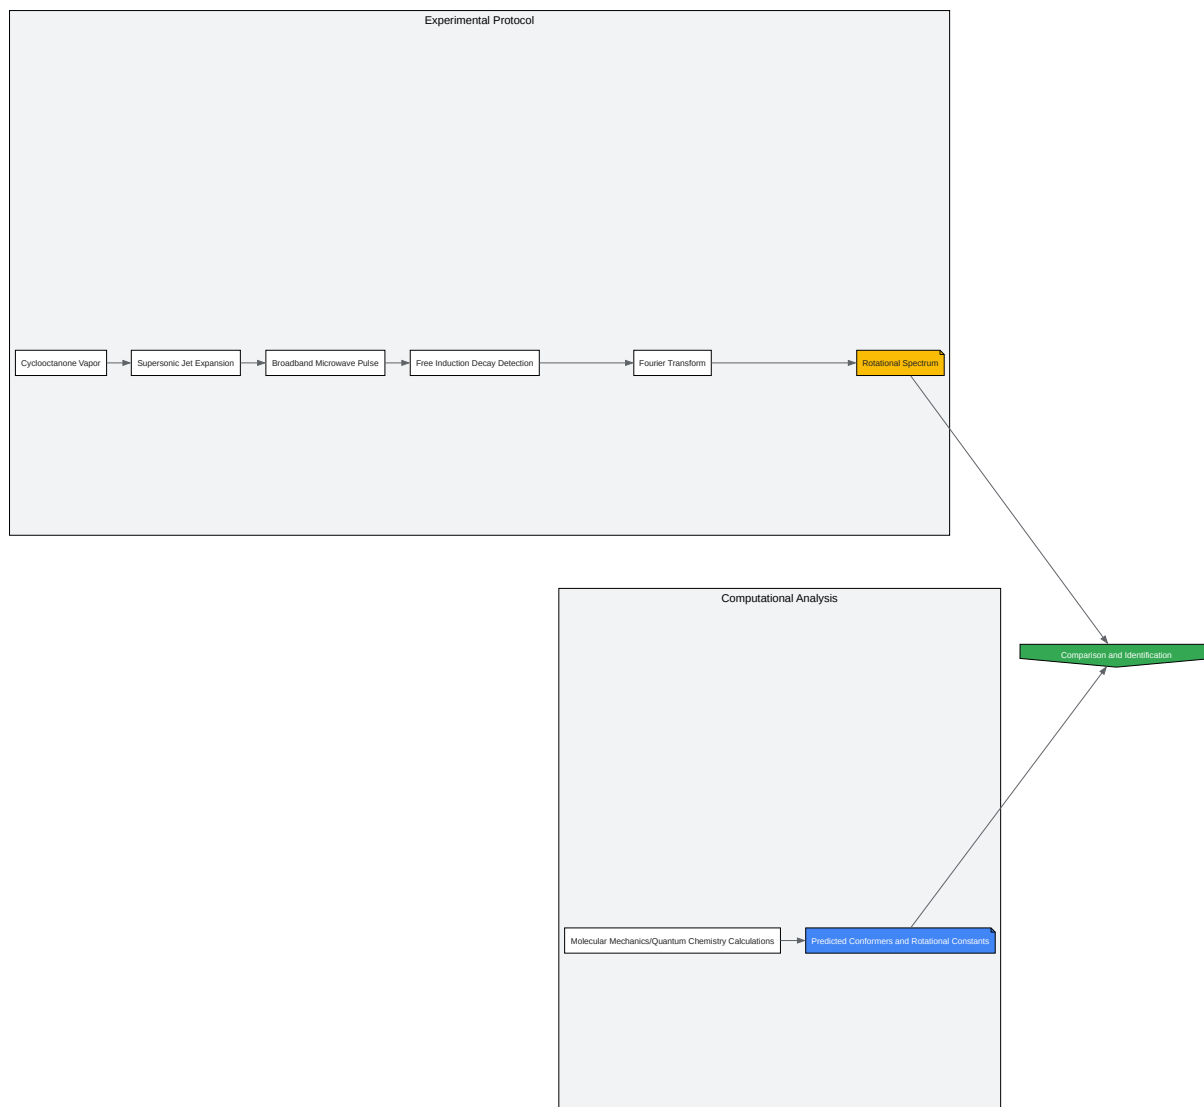 Experimental Protocol
Cyclooctanone Vapor
Supersonic Jet Expansion
Broadband Microwave Pulse
Free Induction Decay Detection
Fourier Transform
Rotational Spectrum
Computational Analysis
Comparison and Identification
Molecular Mechanics/Quantum Chemistry Calculations
Predicted Conformers and Rotational Constants